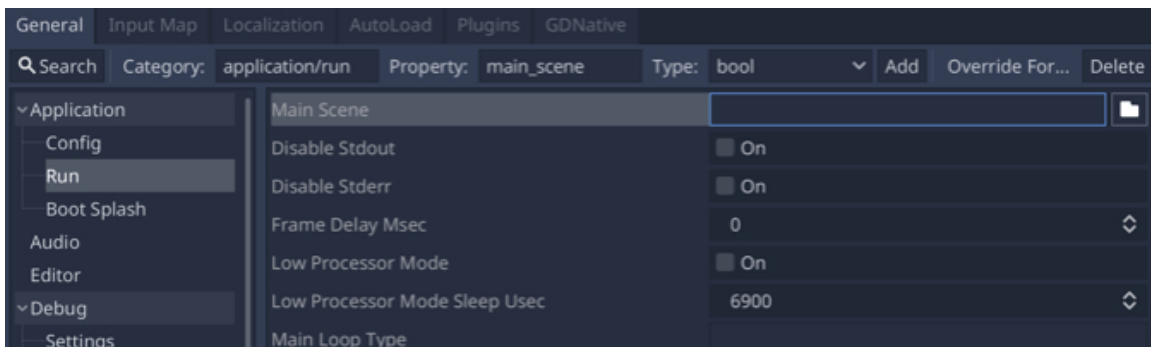 General Input Map Localization AutoLoad Plugins GDNative
Search Category: application/run Property: main_scene Type: bool Add Override For... Delete
Application Main Scene
Config Disable Stdout On
Run Disable Stderr On
Boot Splash Frame Delay Msec 0
Audio Low Processor Mode On
Editor
Debug Low Processor Mode Sleep Usec 6900
Settings Main Loop Type